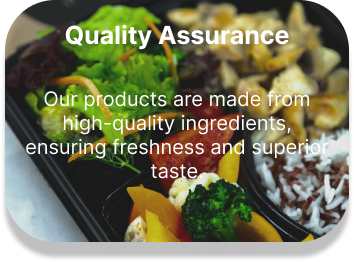 Quality Assurance
Our products are made from
high-quality ingredients,
ensuring freshness and superior
taste.